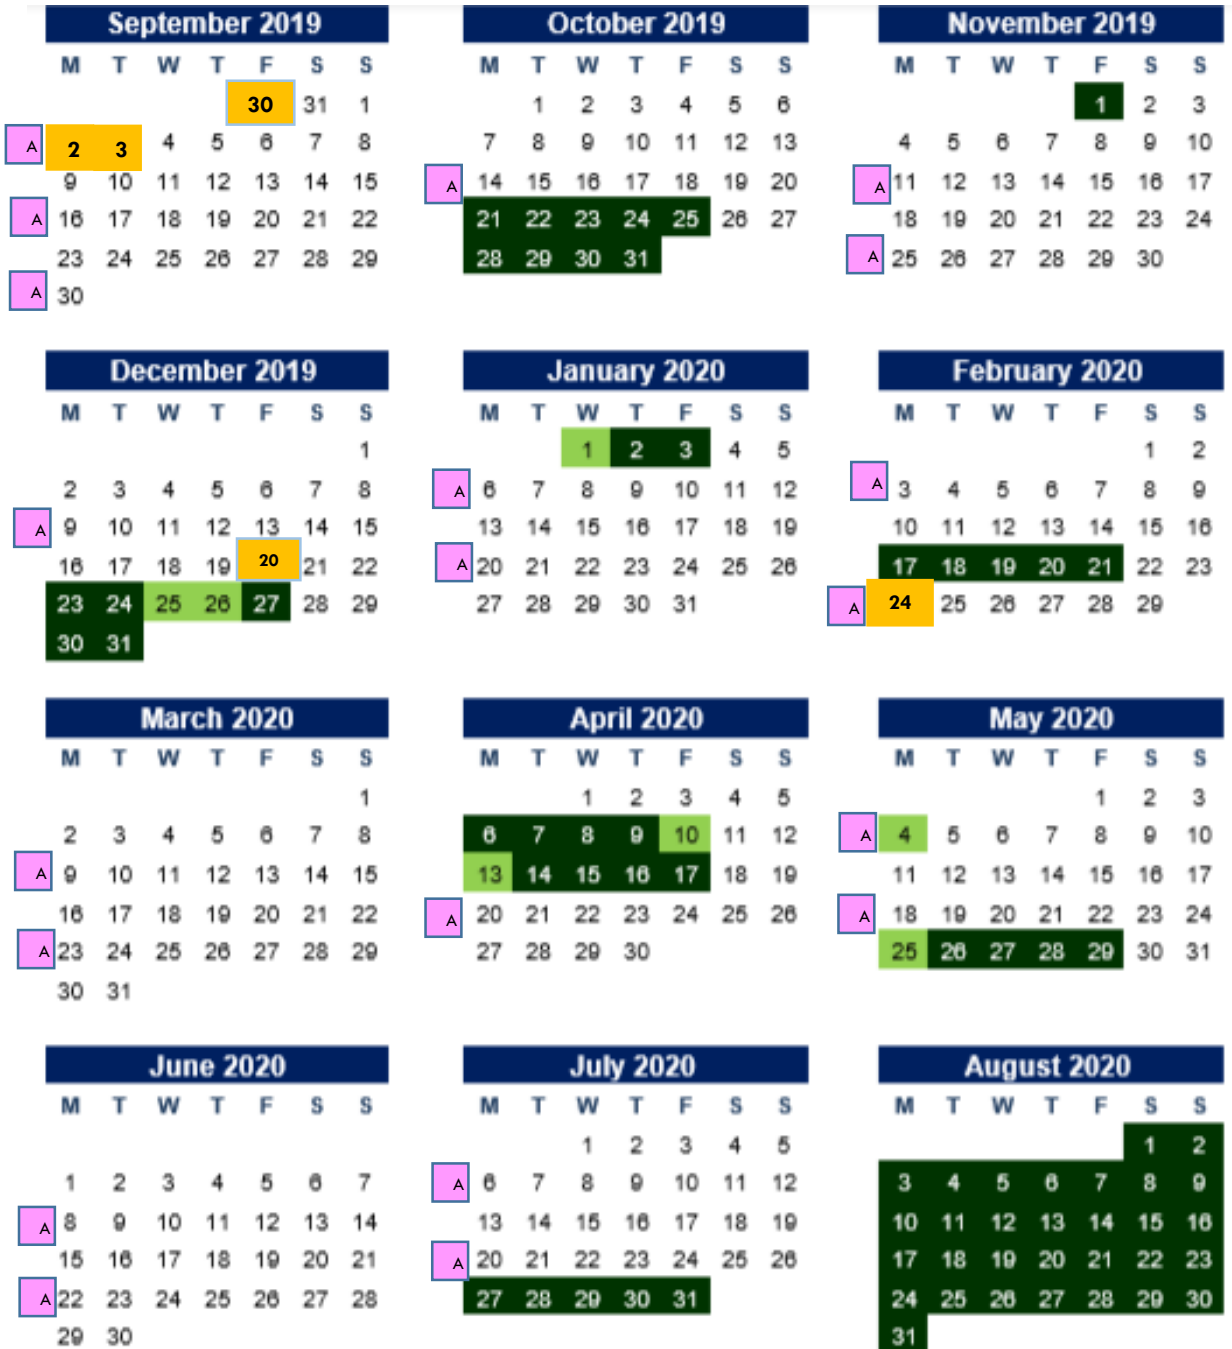 September 2019 October 2019 November 2019
M T W T F S S M T W T F S S M T W T F S S
30 31 1 1 2 3 4 5 6 1 2 3
A 2 3 4 5 6 7 8 7 8 9 10 11 12 13 4 5 6 7 8 9 10
9 10 11 12 13 14 15 A 14 15 16 17 18 19 20 A 11 12 13 14 15 16 17
A 16 17 18 19 20 21 22 21 22 23 24 25 26 27 18 19 20 21 22 23 24
23 24 25 26 27 28 29 28 29 30 31 A 25 26 27 28 29 30
A 30
December 2019 January 2020 February 2020
M T W T F S S M T W T F S S M T W T F S S
1 1 2 3 4 5 1 2
2 3 4 5 6 7 8 A 6 7 8 9 10 11 12 A 3 4 5 6 7 8 9
A 9 10 11 12 13 14 15 13 14 15 16 17 18 19 10 11 12 13 14 15 16
16 17 18 19 20 21 22 A 20 21 22 23 24 25 26 17 18 19 20 21 22 23
23 24 25 26 27 28 29 27 28 29 30 31 A 24 25 26 27 28 29
30 31
March 2020 April 2020 May 2020
M T W T F S S M T W T F S S M T W T F S S
1 1 2 3 4 5 1 2 3
2 3 4 5 6 7 8 6 7 8 9 10 11 12 A 4 5 6 7 8 9 10
A 9 10 11 12 13 14 15 13 14 15 16 17 18 19 11 12 13 14 15 16 17
16 17 18 19 20 21 22 A 20 21 22 23 24 25 26 A 18 19 20 21 22 23 24
A 23 24 25 26 27 28 29 27 28 29 30 25 26 27 28 29 30 31
30 31
June 2020 July 2020 August 2020
M T W T F S S M T W T F S S M T W T F S S
1 2 3 4 5 1 2
1 2 3 4 5 6 7 A 6 7 8 9 10 11 12 3 4 5 6 7 8 9
A 8 9 10 11 12 13 14 13 14 15 16 17 18 19 10 11 12 13 14 15 16
15 16 17 18 19 20 21 A 20 21 22 23 24 25 26 17 18 19 20 21 22 23
A 22 23 24 25 26 27 28 27 28 29 30 31 24 25 26 27 28 29 30
29 30 31